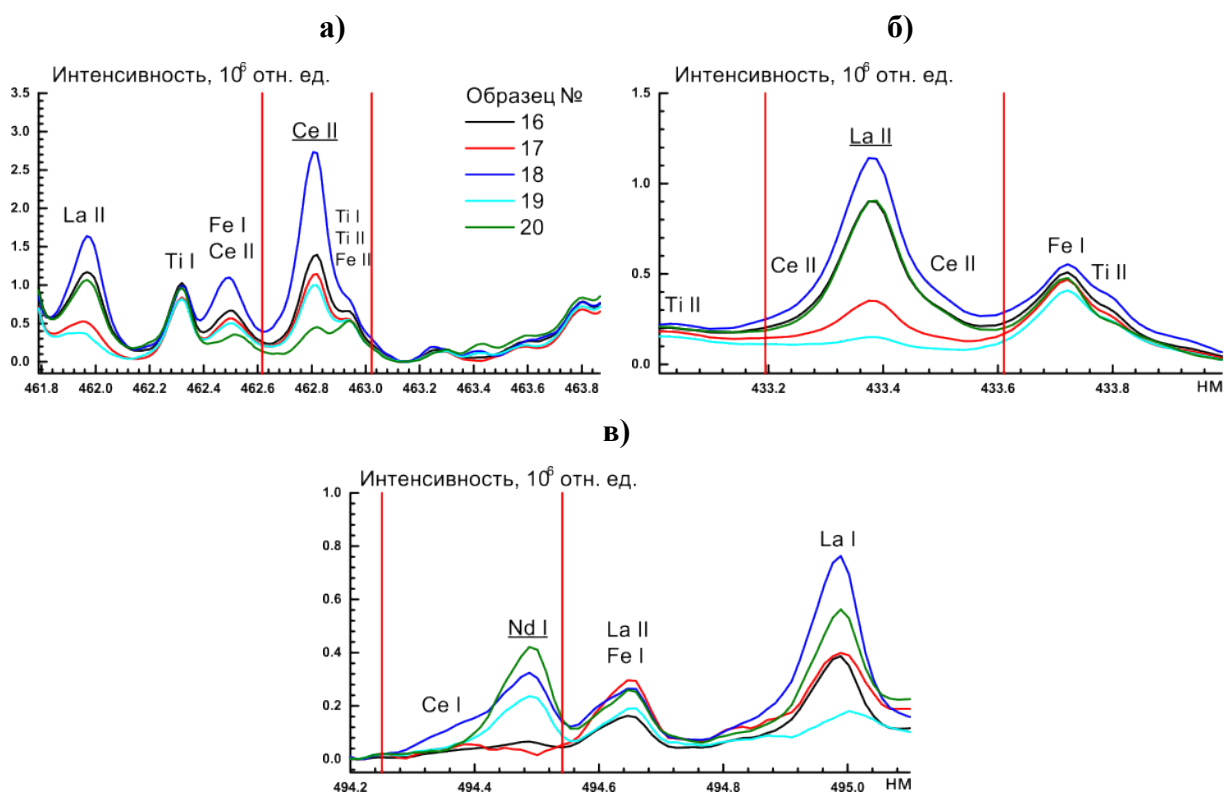 а)
Интенсивность, 10⁶ отн. ед.
3.5
3.0
2.5
2.0
1.5
1.0
0.5
0.0
La II
Ti I
Fe I
Ce II
Ce II
Ti I
Ti II
Fe II
461.8 462.0 462.2 462.4 462.6 462.8 463.0 463.2 463.4 463.6 463.8
Образец №
16
17
18
19
20
б)
Интенсивность, 10⁶ отн. ед.
1.5
1.0
0.5
0.0
Ti II
Ce II
La II
Ce II
Fe I
Ti II
433.2 433.4 433.6 433.8 нм
в)
Интенсивность, 10⁶ отн. ед.
1.0
0.8
0.6
0.4
0.2
0.0
Ce I
Nd I
La II
Fe I
La I
494.2 494.4 494.6 494.8 495.0 нм